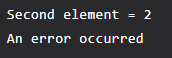 Second element = 2
An error occurred